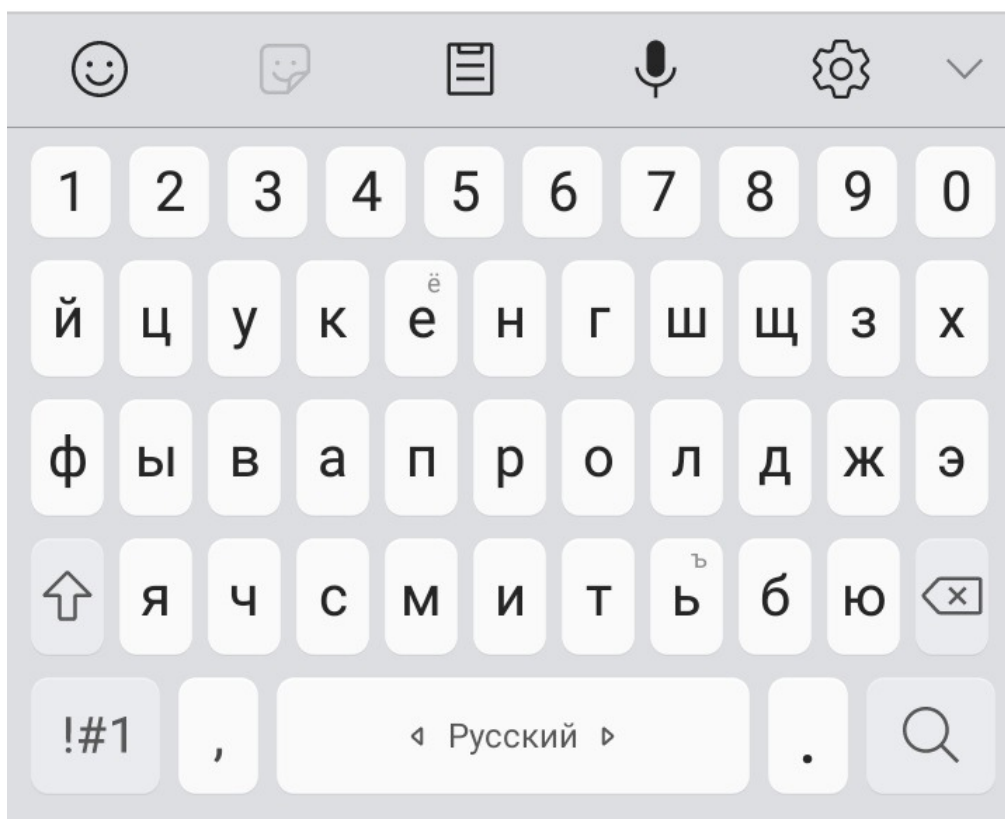 1 2 3 4 5 6 7 8 9 0
й ц у к е ё н г ш щ з х
ф ы в а п р о л д ж э
я ч с м и т ь ъ б ю
!#1 , Русский .